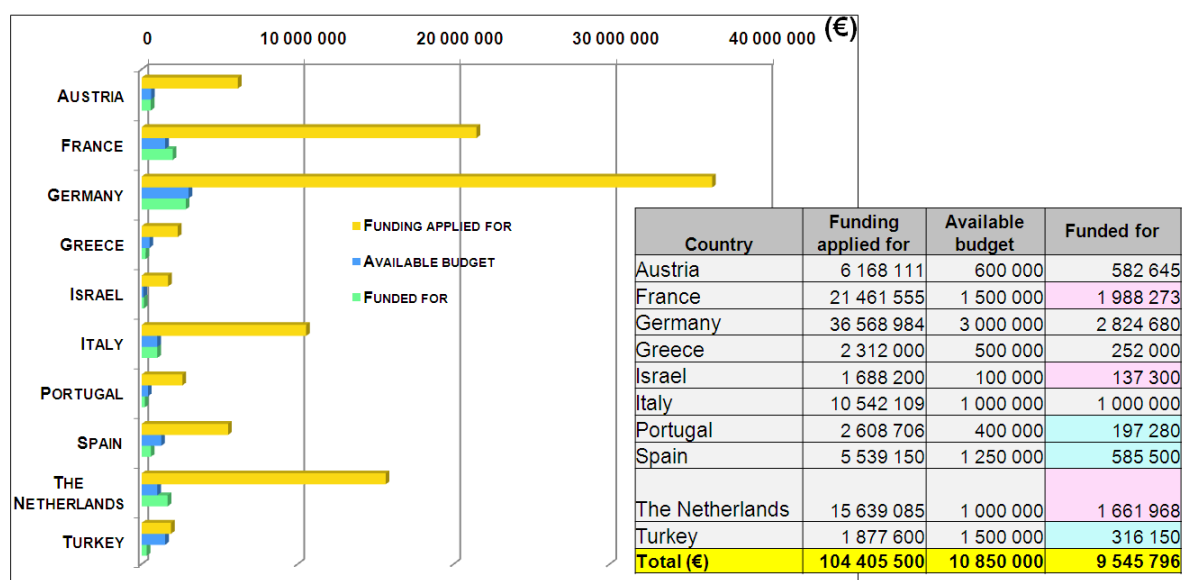 (€)
0 10 000 000 20 000 000 30 000 000 40 000 000
AUSTRIA
FRANCE
GERMANY
GREECE
ISRAEL
ITALY
PORTUGAL
SPAIN
THE
NETHERLANDS
TURKEY
FUNDING APPLIED FOR
AVAILABLE BUDGET
FUNDED FOR
Country Funding applied for Available budget Funded for
Austria 6 168 111 600 000 582 645
France 21 461 555 1 500 000 1 988 273
Germany 36 568 984 3 000 000 2 824 680
Greece 2 312 000 500 000 252 000
Israel 1 688 200 100 000 137 300
Italy 10 542 109 1 000 000 1 000 000
Portugal 2 608 706 400 000 197 280
Spain 5 539 150 1 250 000 585 500
The Netherlands 15 639 085 1 000 000 1 661 968
Turkey 1 877 600 1 500 000 316 150
Total (€) 104 405 500 10 850 000 9 545 796